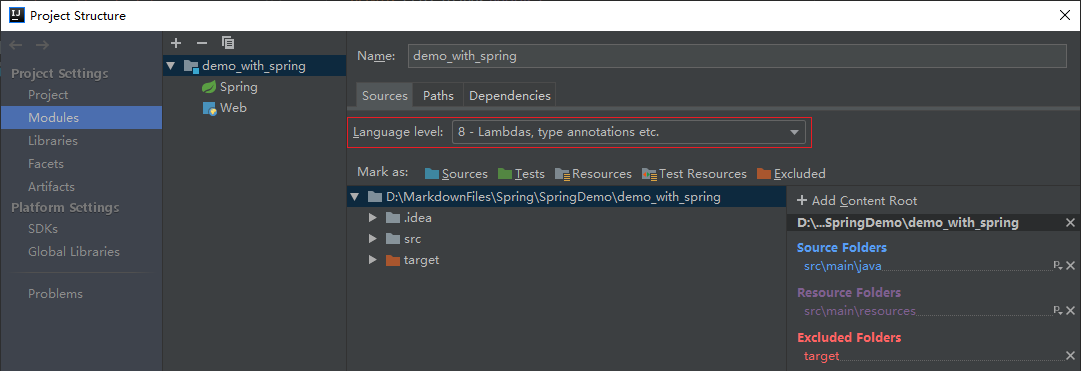 Project Structure
Project Settings
Project
Modules
Libraries
Facets
Artifacts
Platform Settings
SDKs
Global Libraries
Problems
demo_with_spring
Spring
Web
Name: demo_with_spring
Sources Paths Dependencies
Language level: 8 - Lambdas, type annotations etc.
Mark as: Sources Tests Resources Test Resources Excluded
D:\MarkdownFiles\Spring\SpringDemo\demo_with_spring
.idea
src
target
+ Add Content Root
D:\...SpringDemo\demo_with_spring
Source Folders
src\main\java
Resource Folders
src\main\resources
Excluded Folders
target